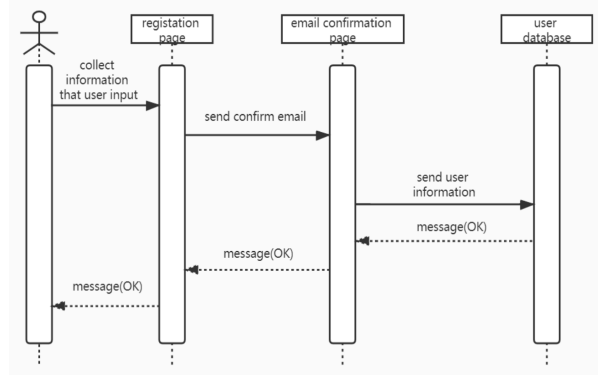 registation
page
email confirmation
page
user
database
collect
information
that user input
send confirm email
send user
information
message(OK)
message(OK)
message(OK)